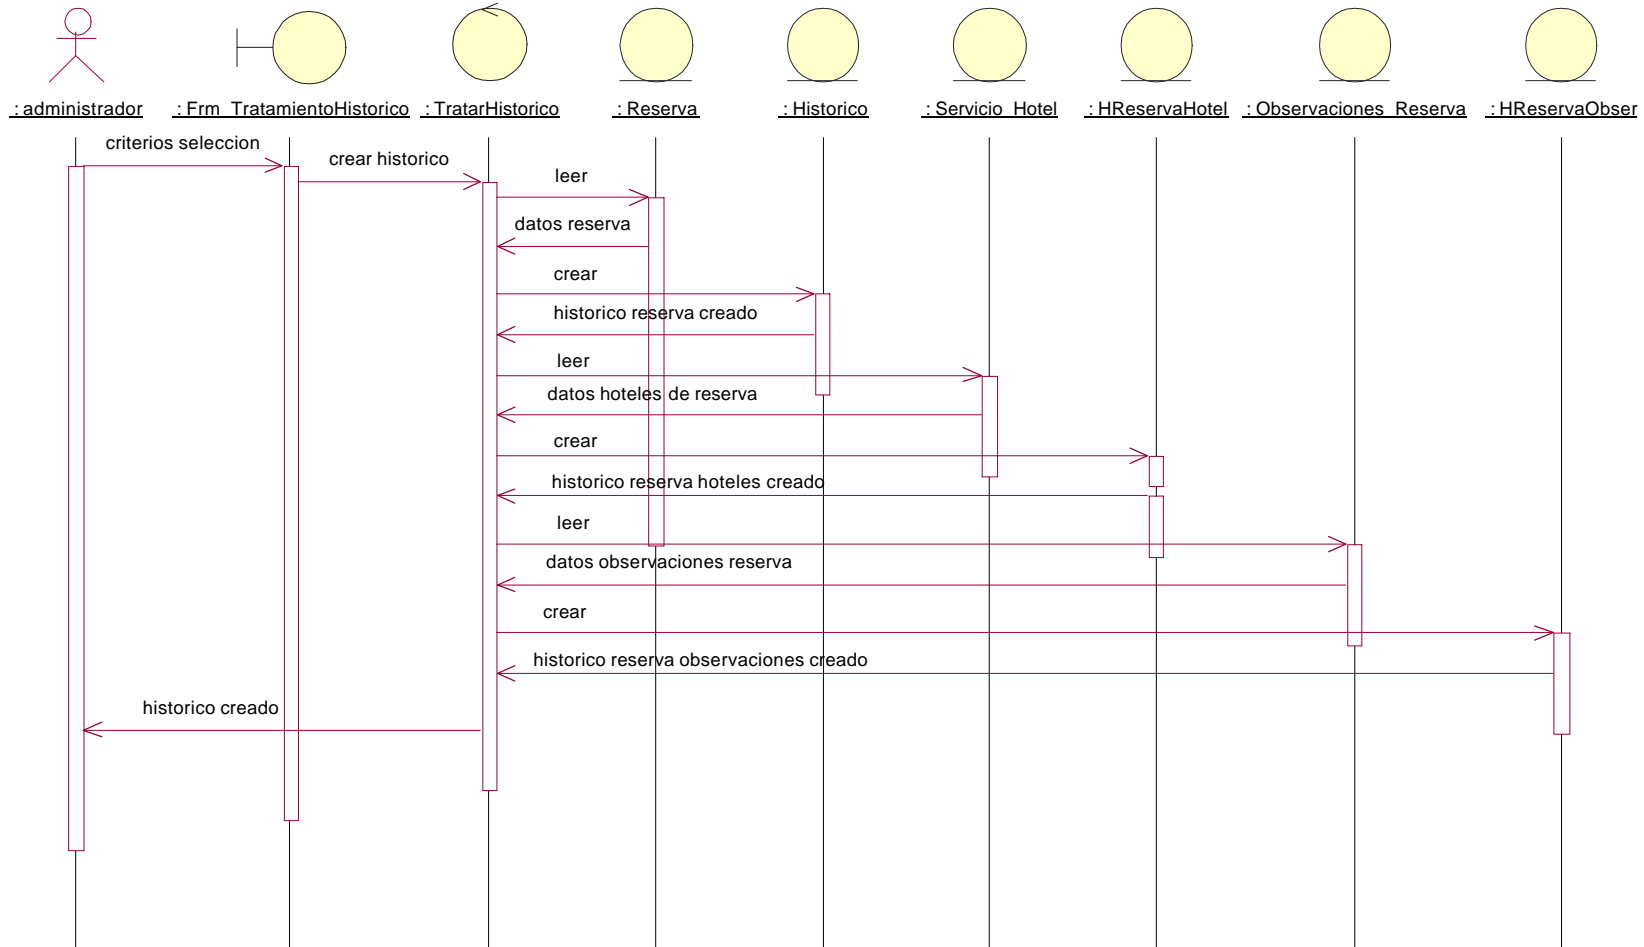 : administrador
: Frm_TratamientoHistorico
: TratarHistorico
: Reserva
: Historico
: Servicio_Hotel
: HReservaHotel
: Observaciones_Reserva
: HReservaObser
criterios seleccion
crear historico
leer
datos reserva
crear
historico reserva creado
leer
datos hoteles de reserva
crear
historico reserva hoteles creado
leer
datos observaciones reserva
crear
historico reserva observaciones creado
historico creado